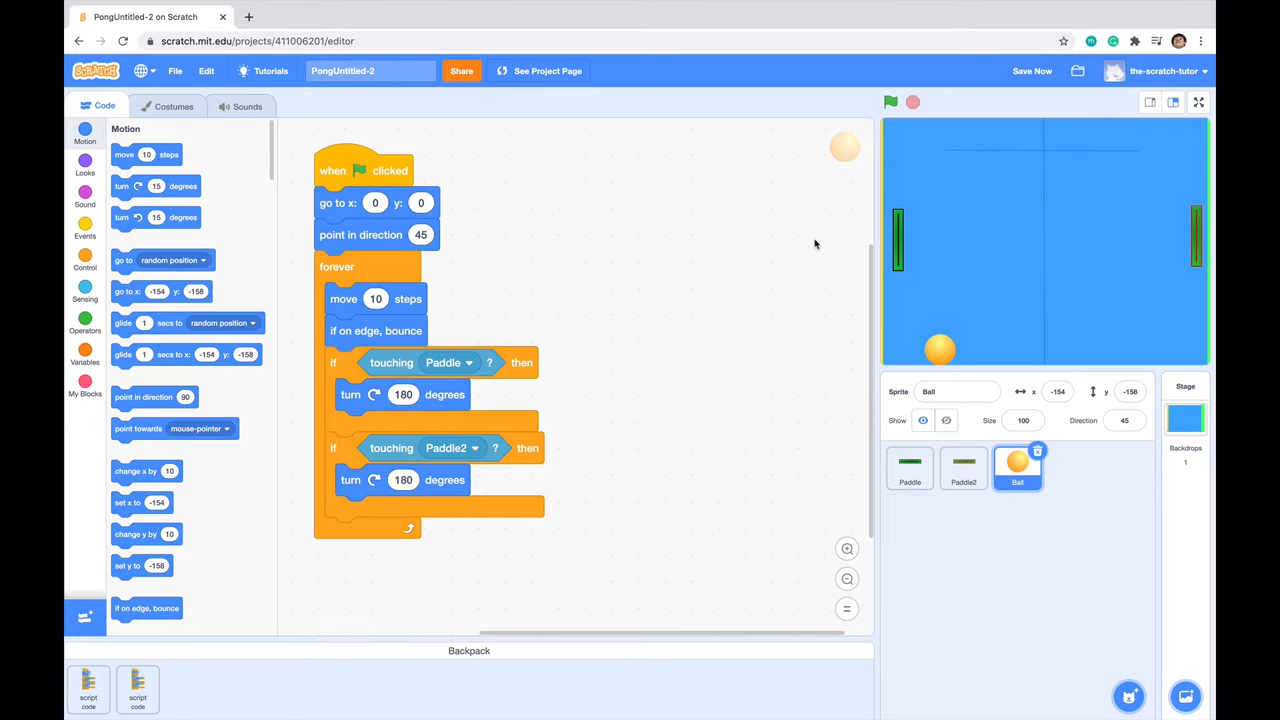 PongUntitled-2 on Scratch
scratch.mit.edu/projects/411006201/editor
SCRATCH File Edit Tutorials PongUntitled-2 Share See Project Page Save Now the-scratch-tutor
Code Costumes Sounds
Motion
Looks
Sound
Events
Control
Sensing
Operators
Variables
My Blocks
Motion
move 10 steps
turn 15 degrees
turn 15 degrees
go to random position
go to x: -154 y: -158
glide 1 secs to random position
glide 1 secs to x: -154 y: -158
point in direction 90
point towards mouse-pointer
change x by 10
set x to -154
change y by 10
set y to -158
if on edge, bounce
when clicked
go to x: 0 y: 0
point in direction 45
forever
move 10 steps
if on edge, bounce
if touching Paddle ? then
turn 180 degrees
if touching Paddle2 ? then
turn 180 degrees
Sprite Ball x -154 y -158
Show Size 100 Direction 45
Paddle Paddle2 Ball
Stage
Backdrops
1
Backpack
script
code
script
code